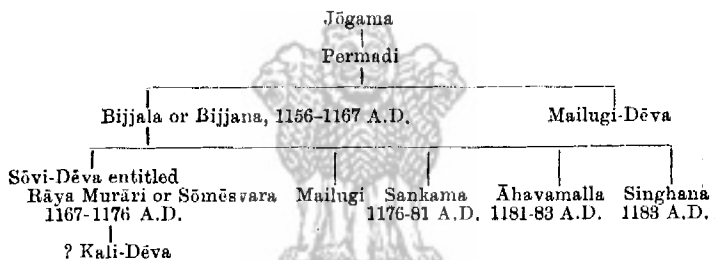 Jōgama
Permadi
Bijjala or Bijjana, 1156–1167 A.D. Mailugi-Dēva
Sōvi-Dēva entitled
Rāya Murāri or Sōmēsvara Mailugi Sankama Āhavamalla Singhana
1167-1176 A.D. 1176-81 A.D. 1181-83 A.D. 1183 A.D.
? Kali-Dēva